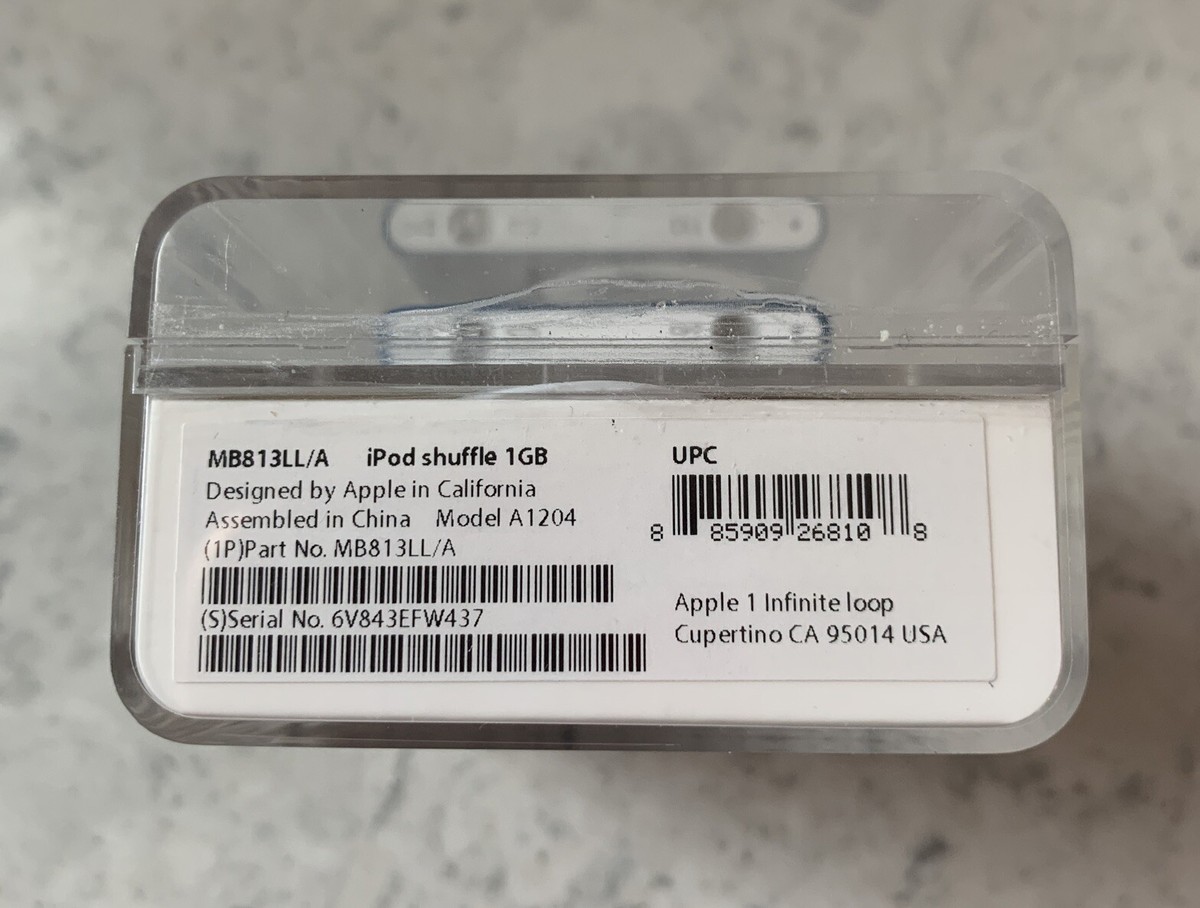 MB813LL/A iPod shuffle 1GB
Designed by Apple in California
Assembled in China Model A1204
(1P)Part No. MB813LL/A
(S)Serial No. 6V843EFW437
UPC
8 85909 26810 8
Apple 1 Infinite loop
Cupertino CA 95014 USA